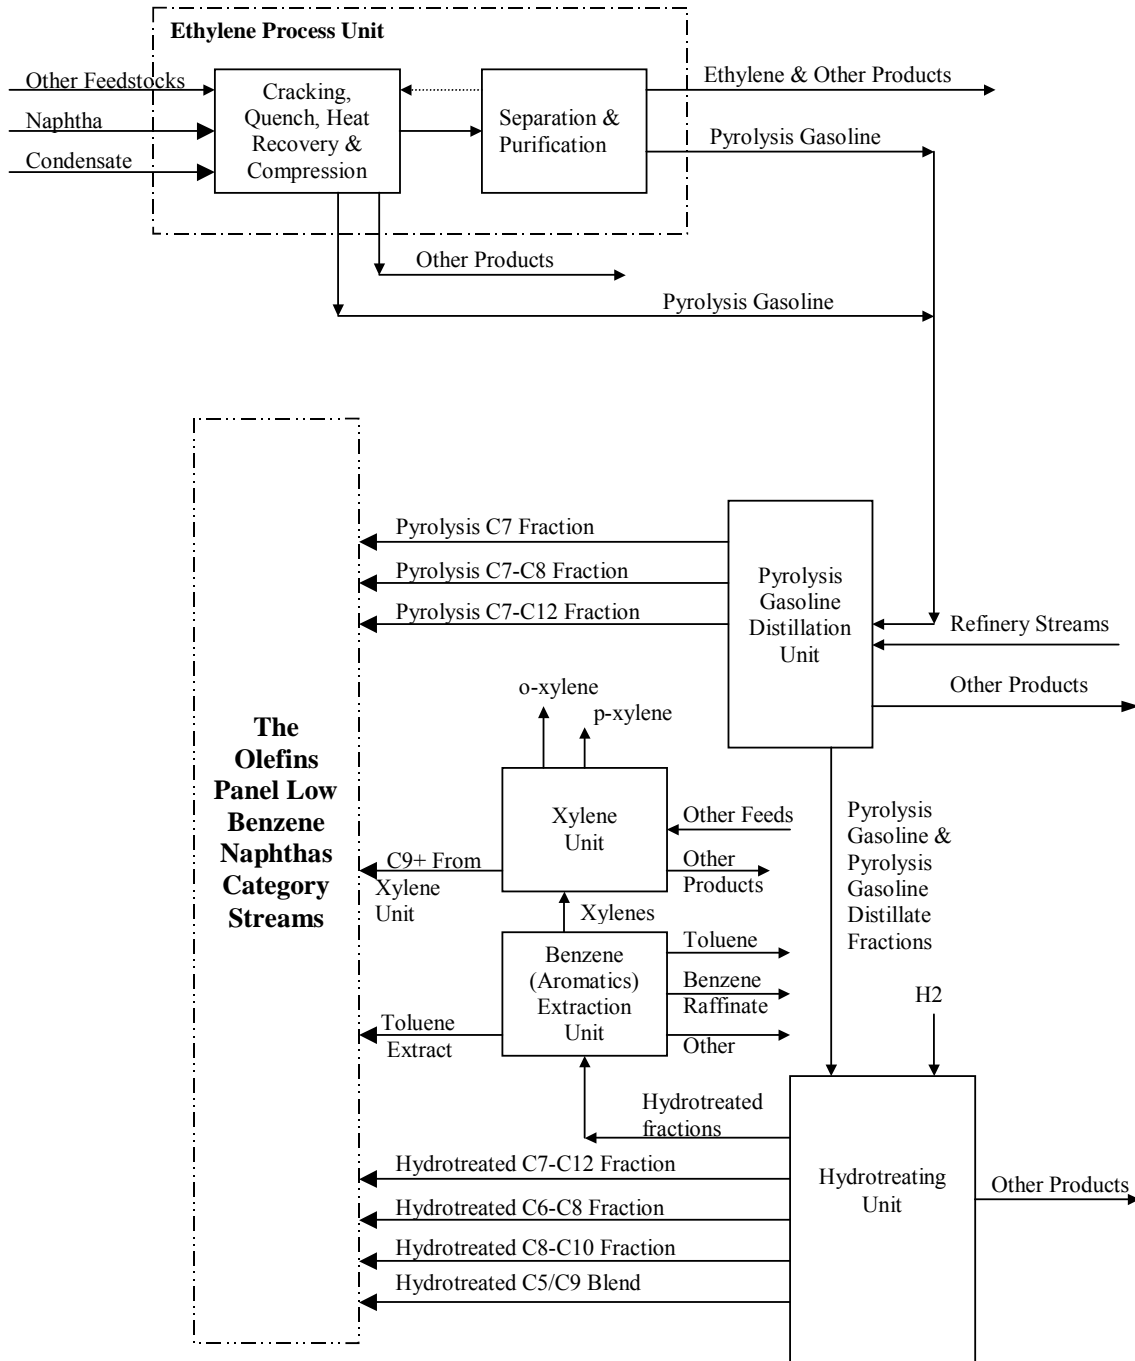 Ethylene Process Unit
Other Feedstocks
Naphtha
Condensate
Cracking,
Quench, Heat
Recovery &
Compression
Separation &
Purification
Ethylene & Other Products
Pyrolysis Gasoline
Other Products
Pyrolysis Gasoline
Pyrolysis C7 Fraction
Pyrolysis C7-C8 Fraction
Pyrolysis C7-C12 Fraction
Pyrolysis
Gasoline
Distillation
Unit
Refinery Streams
Other Products
o-xylene
p-xylene
The
Olefins
Panel Low
Benzene
Naphthas
Category
Streams
Xylene
Unit
Other Feeds
Other
Products
C9+ From
Xylene
Unit
Xylenes
Pyrolysis
Gasoline &
Pyrolysis
Gasoline
Distillate
Fractions
Benzene
(Aromatics)
Extraction
Unit
Toluene
Benzene
Raffinate
Other
Toluene
Extract
H2
Hydrotreated
fractions
Hydrotreated C7-C12 Fraction
Hydrotreated C6-C8 Fraction
Hydrotreated C8-C10 Fraction
Hydrotreated C5/C9 Blend
Hydrotreating
Unit
Other Products